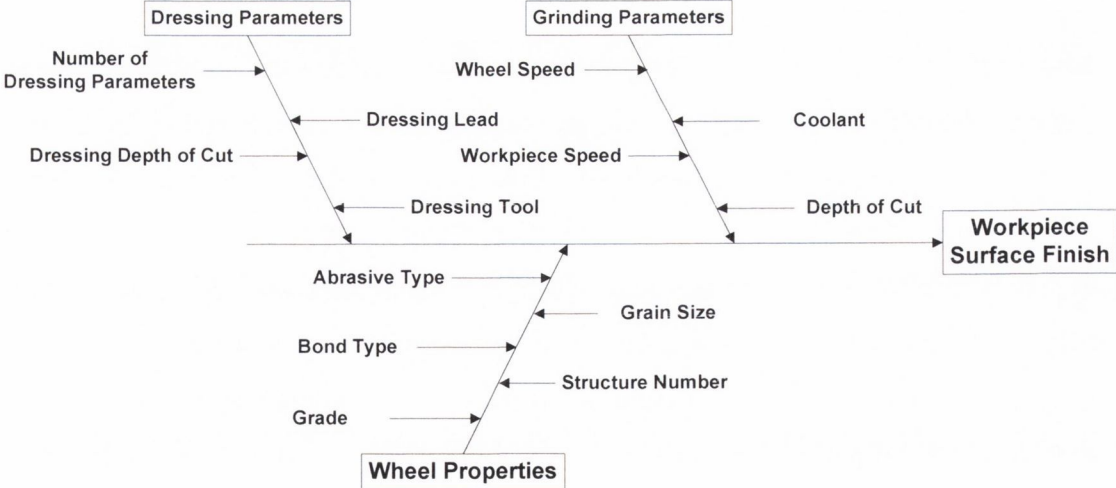 Dressing Parameters
Grinding Parameters
Number of
Dressing Parameters
Wheel Speed
Dressing Lead
Coolant
Dressing Depth of Cut
Workpiece Speed
Dressing Tool
Depth of Cut
Workpiece
Surface Finish
Abrasive Type
Grain Size
Bond Type
Structure Number
Grade
Wheel Properties